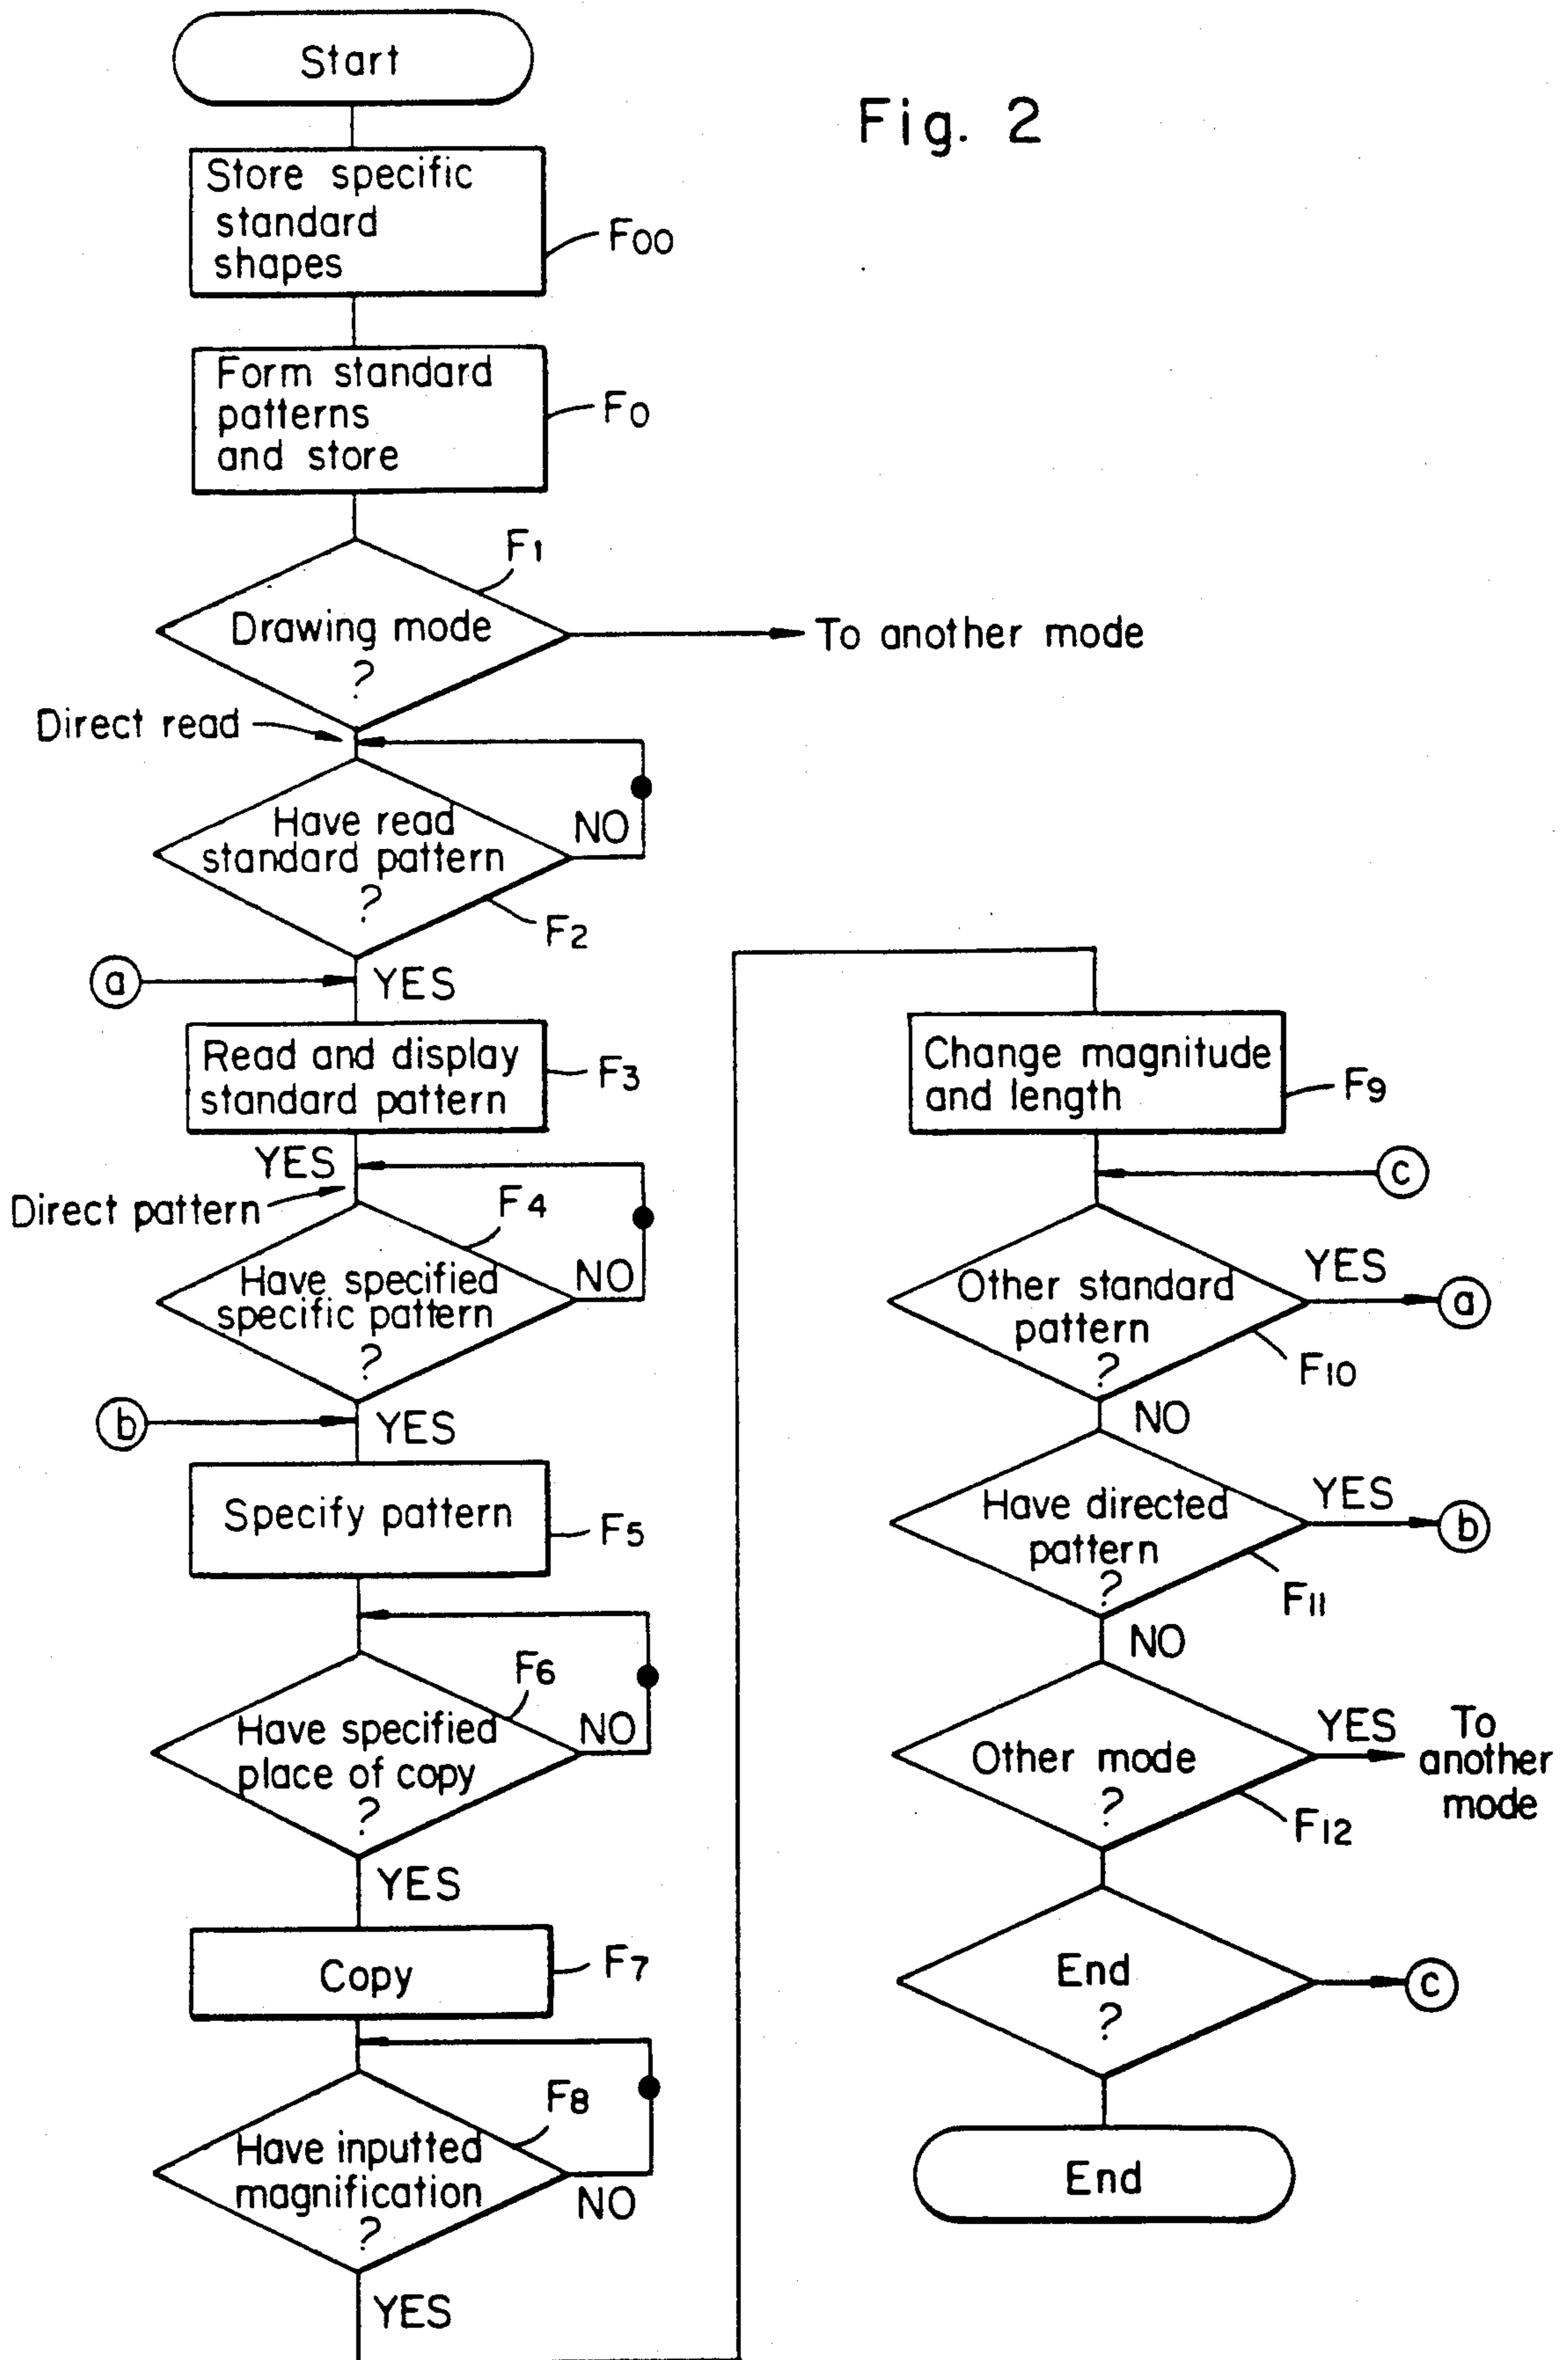 Start
Fig. 2
Store specific
standard
shapes
F00
Form standard
patterns
and store
F0
F1
Drawing mode
?
To another mode
Direct read
Have read
standard pattern
?
NO
F2
a
YES
Read and display
standard pattern
F3
YES
Direct pattern
F4
Have specified
specific pattern
?
NO
b
YES
Specify pattern
F5
F6
Have specified
place of copy
?
NO
YES
Copy
F7
F8
Have inputted
magnification
?
NO
YES
Change magnitude
and length
F9
c
Other standard
pattern
?
YES
a
F10
NO
Have directed
pattern
?
YES
b
F11
NO
Other mode
?
YES
To
another
mode
F12
End
?
c
End